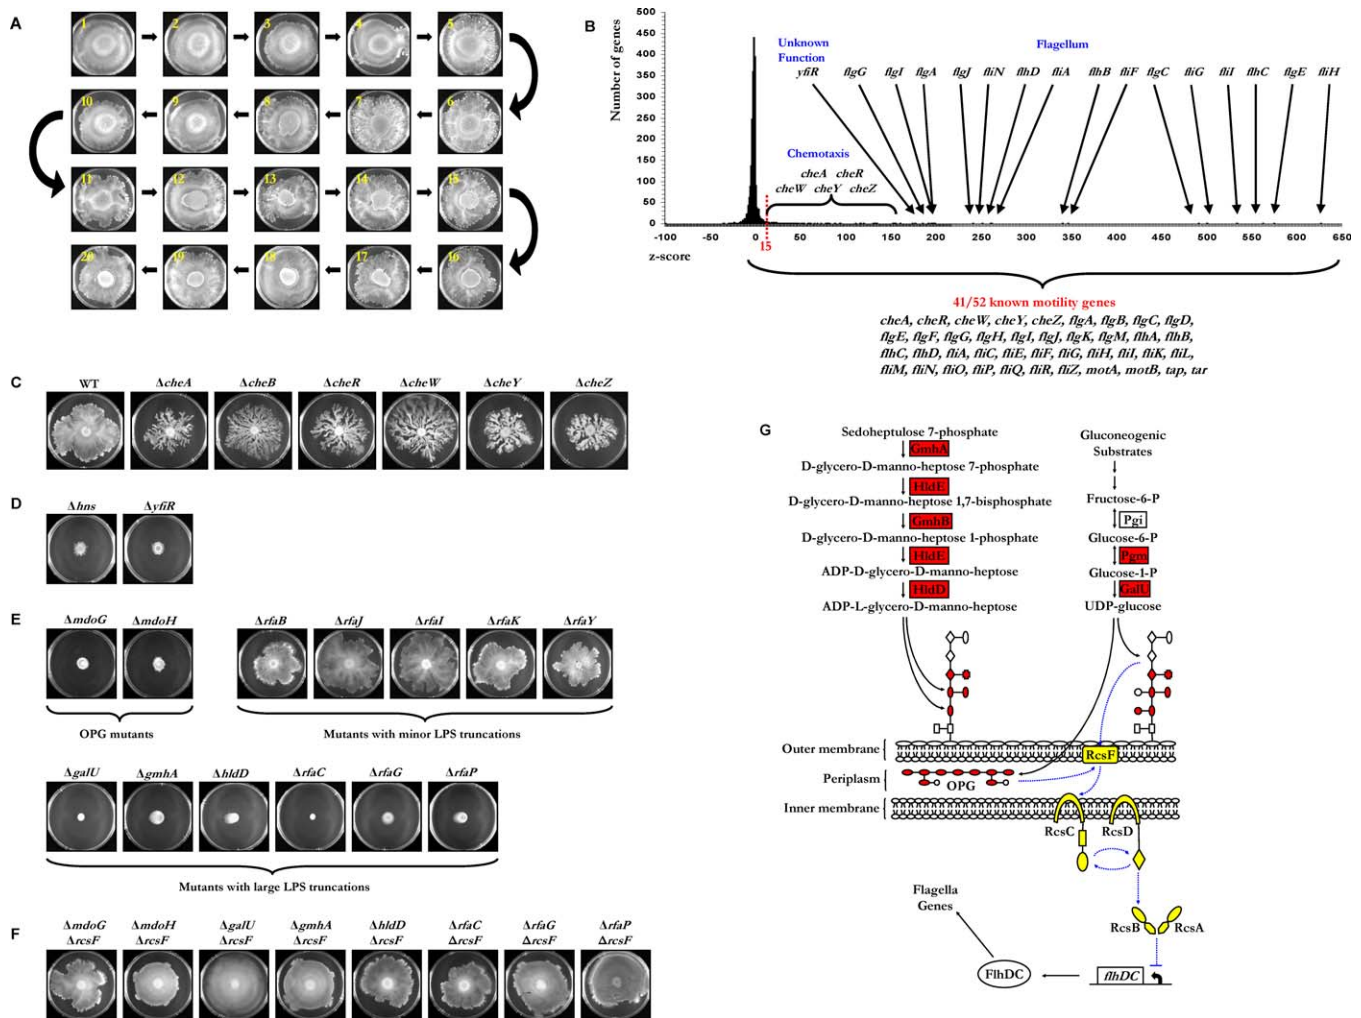 A
1 2 3 4 5
10 9 8 7 6
11 12 13 14 15
20 19 18 17 16
B
Number of genes
500
450
400
350
300
250
200
150
100
50
0
-100 -50 0 50 100 150 200 250 300 350 400 450 500 550 600 650
15
z-score
Unknown
Function
Flagellum
yfiR flgG flgI flgA flgJ fliN flhD fliA flhB fliF flgC fliG fliI flhC flgE fliH
Chemotaxis
cheA cheR
cheW cheY cheZ
41/52 known motility genes
cheA, cheR, cheW, cheY, cheZ, flgA, flgB, flgC, flgD,
flgE, flgF, flgG, flgH, flgI, flgJ, flgK, flgM, flhA, flhB,
flhC, flhD, fliA, fliC, fliE, fliF, fliG, fliH, fliI, fliK, fliL,
fliM, fliN, fliO, fliP, fliQ, fliR, fliZ, motA, motB, tap, tar
C
WT ΔcheA ΔcheB ΔcheR ΔcheW ΔcheY ΔcheZ
D
Δhns ΔyfiR
E
ΔmdoG ΔmdoH
OPG mutants
ΔrfaB ΔrfaJ ΔrfaI ΔrfaK ΔrfaY
Mutants with minor LPS truncations
ΔgalU ΔgmhA ΔhldD ΔrfaC ΔrfaG ΔrfaP
Mutants with large LPS truncations
F
ΔmdoG ΔmdoH ΔgalU ΔgmhA ΔhldD ΔrfaC ΔrfaG ΔrfaP
ΔrcsF ΔrcsF ΔrcsF ΔrcsF ΔrcsF ΔrcsF ΔrcsF ΔrcsF
G
Sedoheptulose 7-phosphate
GmhA
D-glycero-D-manno-heptose 7-phosphate
HldE
D-glycero-D-manno-heptose 1,7-bisphosphate
GmhB
D-glycero-D-manno-heptose 1-phosphate
HldE
ADP-D-glycero-D-manno-heptose
HldD
ADP-L-glycero-D-manno-heptose
Gluconeogenic
Substrates
Fructose-6-P
Pgi
Glucose-6-P
Pgm
Glucose-1-P
GalU
UDP-glucose
Outer membrane
RcsF
Periplasm
OPG
Inner membrane
RcsC RcsD
Flagella
Genes
RcsB RcsA
FlhDC
flhDC